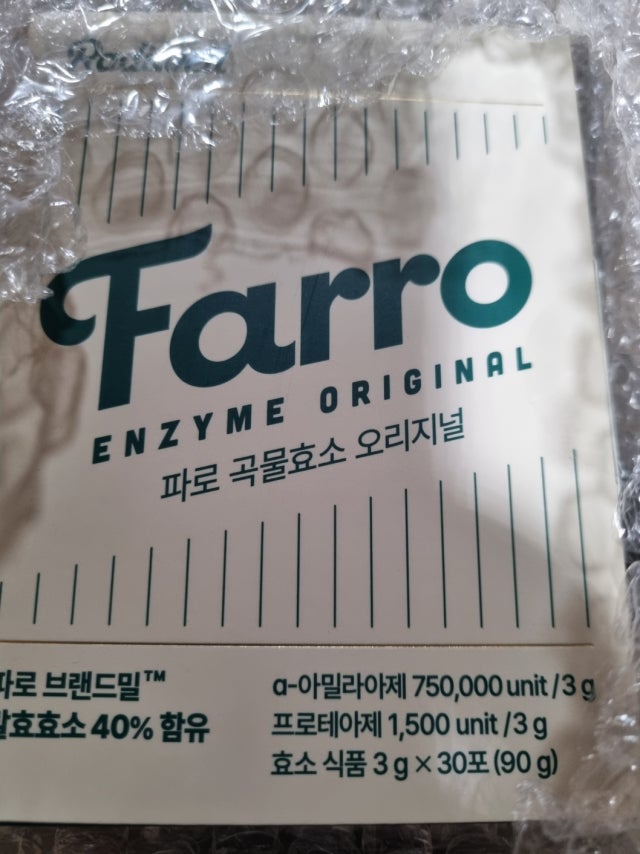 Farro
ENZYME ORIGINAL
파로 곡물효소 오리지널
파로 브랜드밀™
발효효소 40% 함유
α-아밀라아제 750,000 unit /3 g
프로테아제 1,500 unit /3 g
효소 식품 3 g × 30포 (90 g)